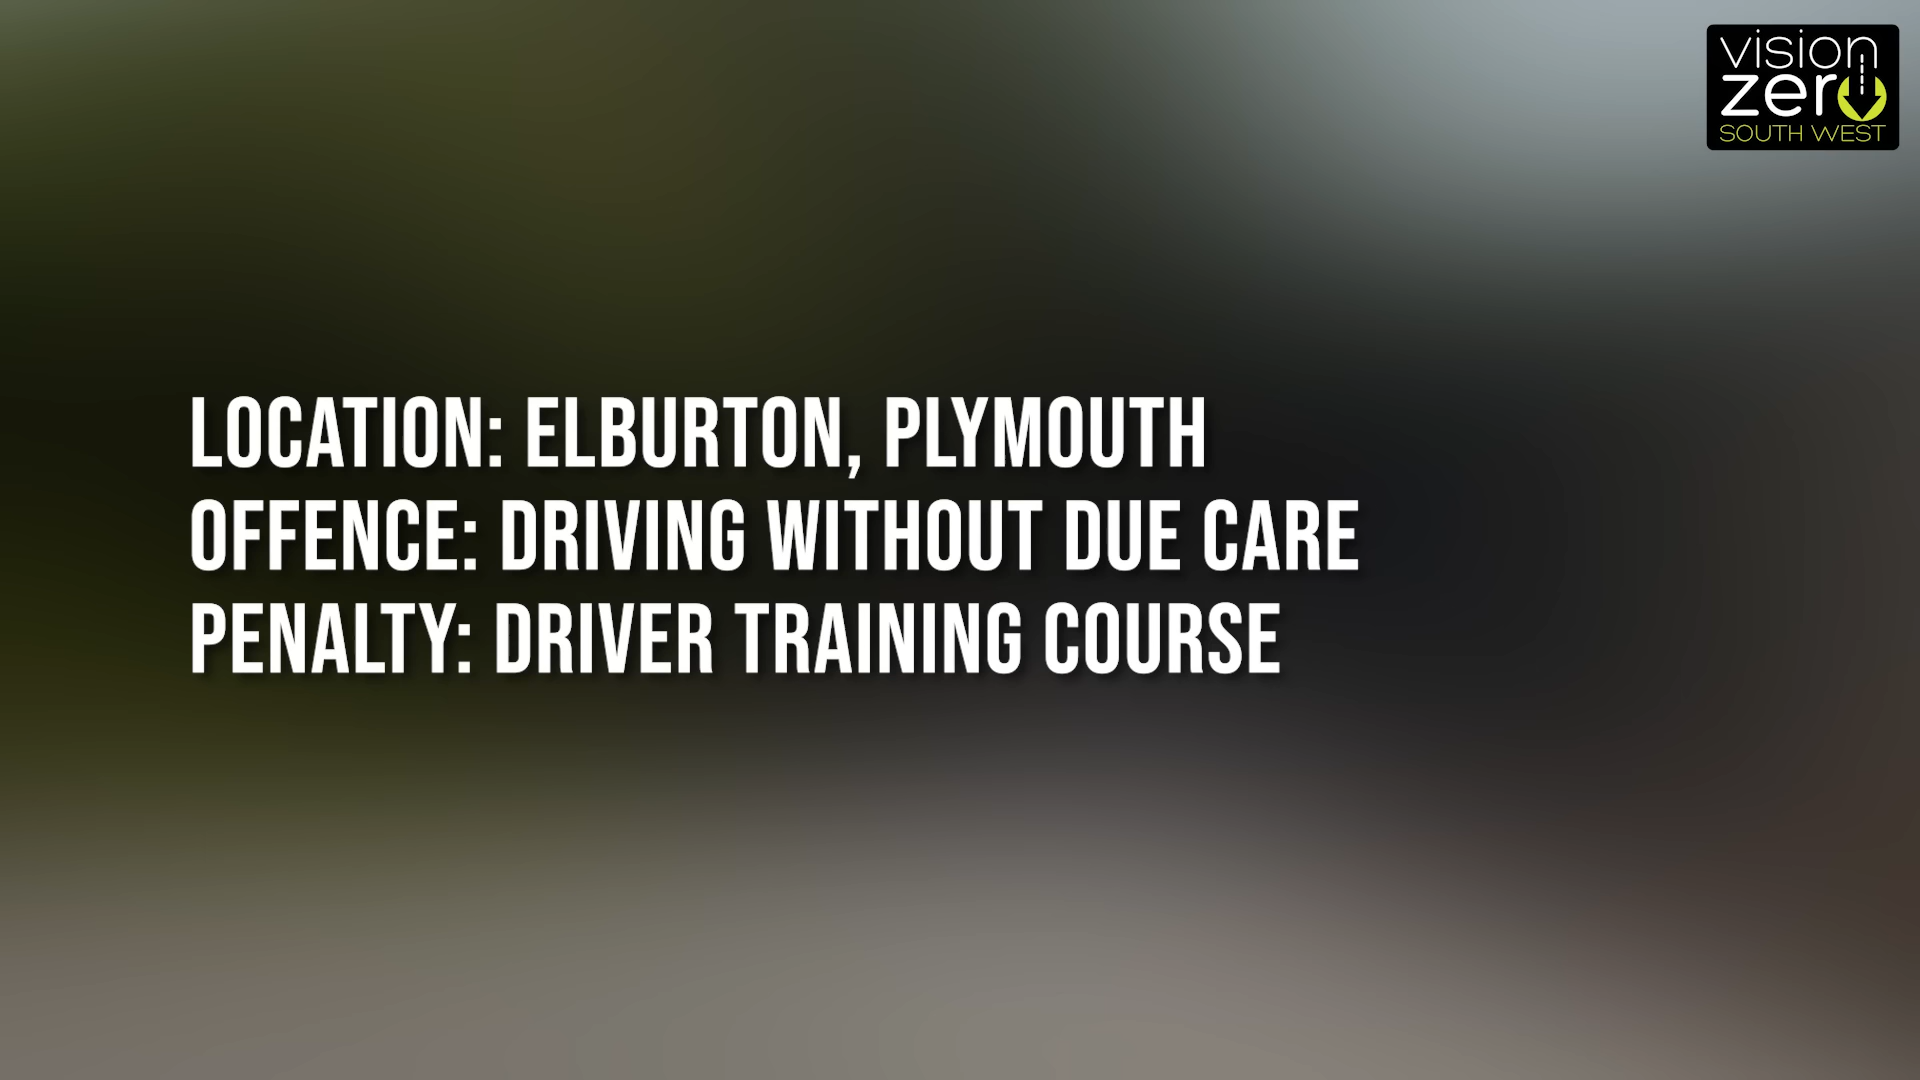 vision
zero
SOUTH WEST
LOCATION: ELBURTON, PLYMOUTH
OFFENCE: DRIVING WITHOUT DUE CARE
PENALTY: DRIVER TRAINING COURSE